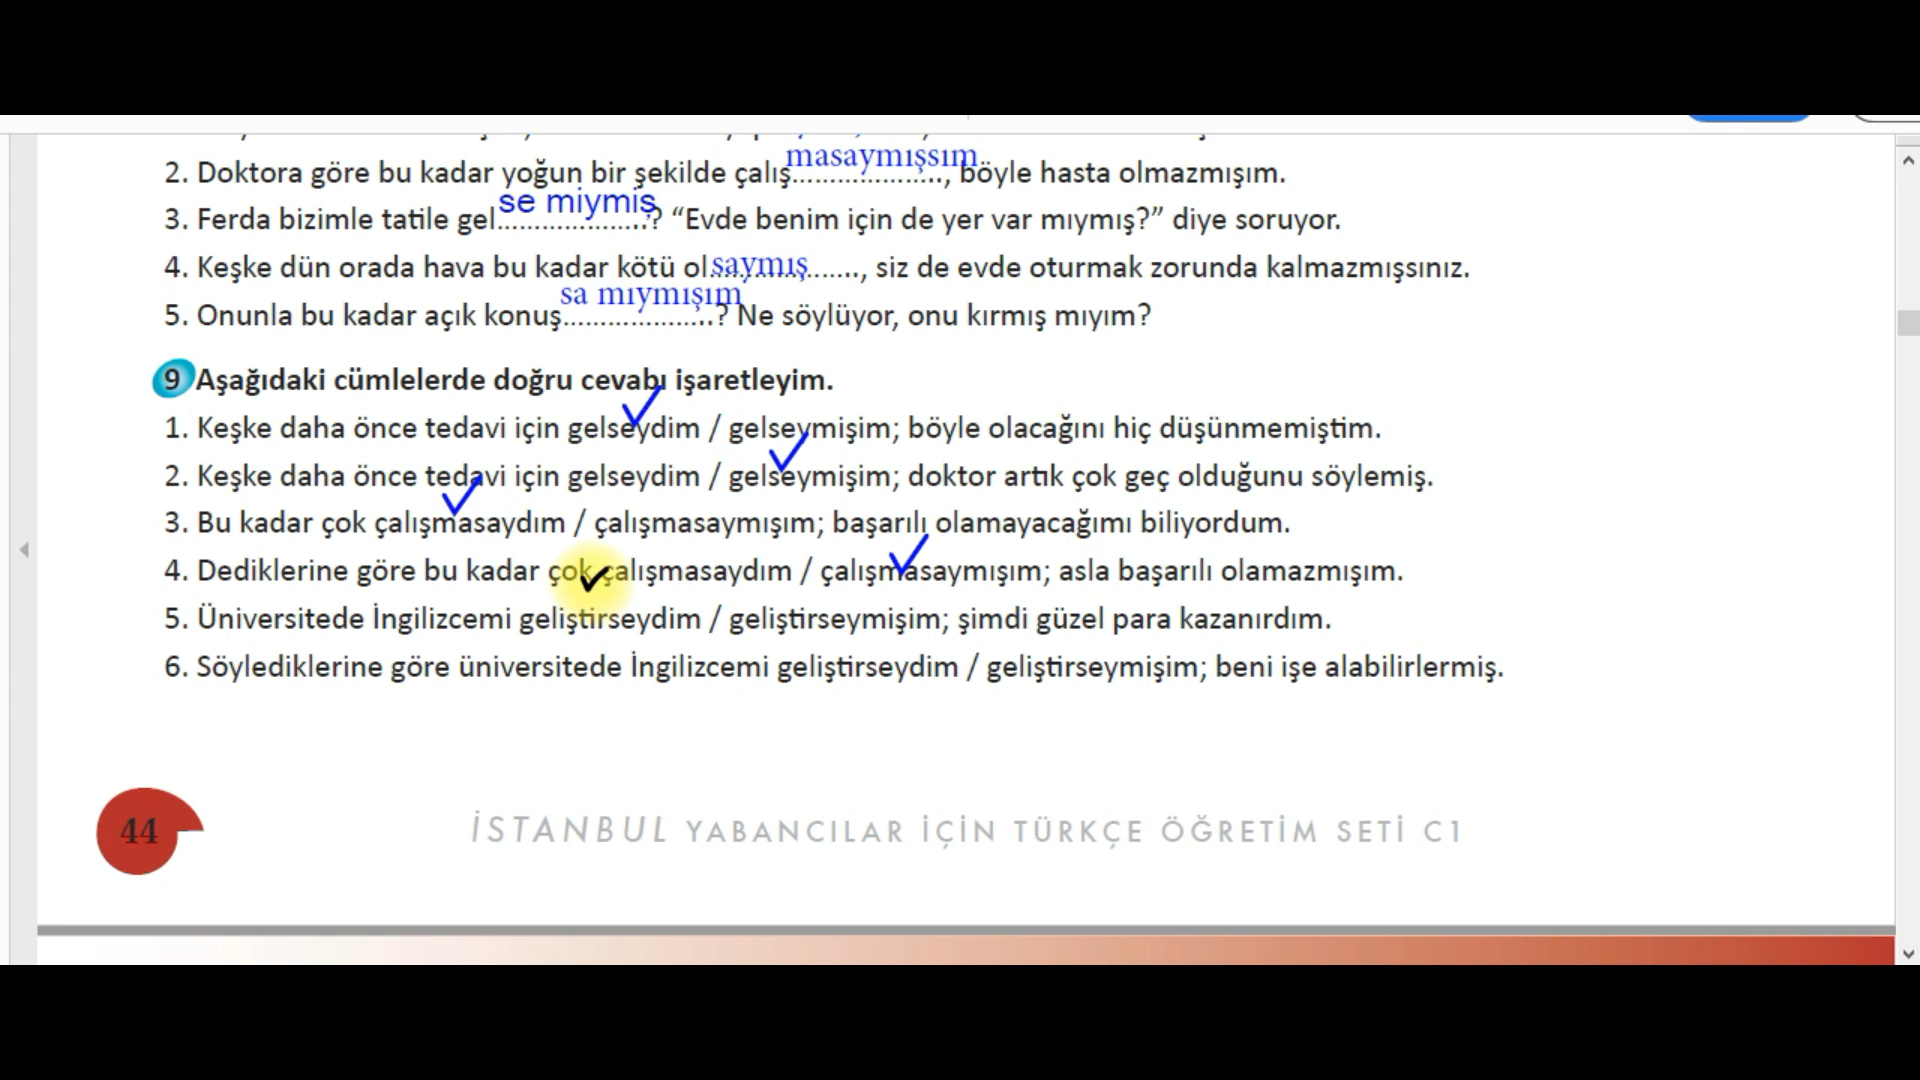 masaymışsım
2. Doktora göre bu kadar yoğun bir şekilde çalış...................., böyle hasta olmazmışım.
se miymiş
3. Ferda bizimle tatile gel....................? “Evde benim için de yer var mıymış?” diye soruyor.
4. Keşke dün orada hava bu kadar kötü ol.saymış......., siz de evde oturmak zorunda kalmazmışsınız.
sa mıymışım
5. Onunla bu kadar açık konuş....................? Ne söylüyor, onu kırmış mıyım?
9 Aşağıdaki cümlelerde doğru cevabı işaretleyim.
1. Keşke daha önce tedavi için gelseydim / gelseymişim; böyle olacağını hiç düşünmemiştim.
2. Keşke daha önce tedavi için gelseydim / gelseymişim; doktor artık çok geç olduğunu söylemiş.
3. Bu kadar çok çalışmasaydım / çalışmasaymışım; başarılı olamayacağımı biliyordum.
4. Dediklerine göre bu kadar çok çalışmasaydım / çalışmasaymışım; asla başarılı olamazmışım.
5. Üniversitede İngilizcemi geliştirseydim / geliştirseymişim; şimdi güzel para kazanırdım.
6. Söylediklerine göre üniversitede İngilizcemi geliştirseydim / geliştirseymişim; beni işe alabilirlermiş.
44
İSTANBUL YABANCILAR İÇİN TÜRKÇE ÖĞRETİM SETİ C1